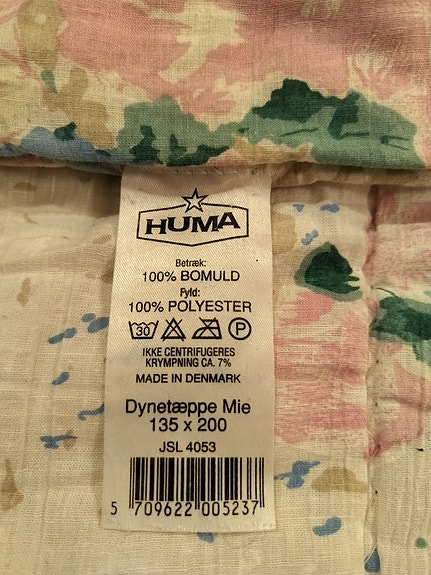 HUMA
Betræk:
100% BOMULD
Fyld:
100% POLYESTER
30 P
IKKE CENTRIFUGERES
KRYMPNING CA. 7%
MADE IN DENMARK
Dynetæppe Mie
135 x 200
JSL 4053
5 709622 005237